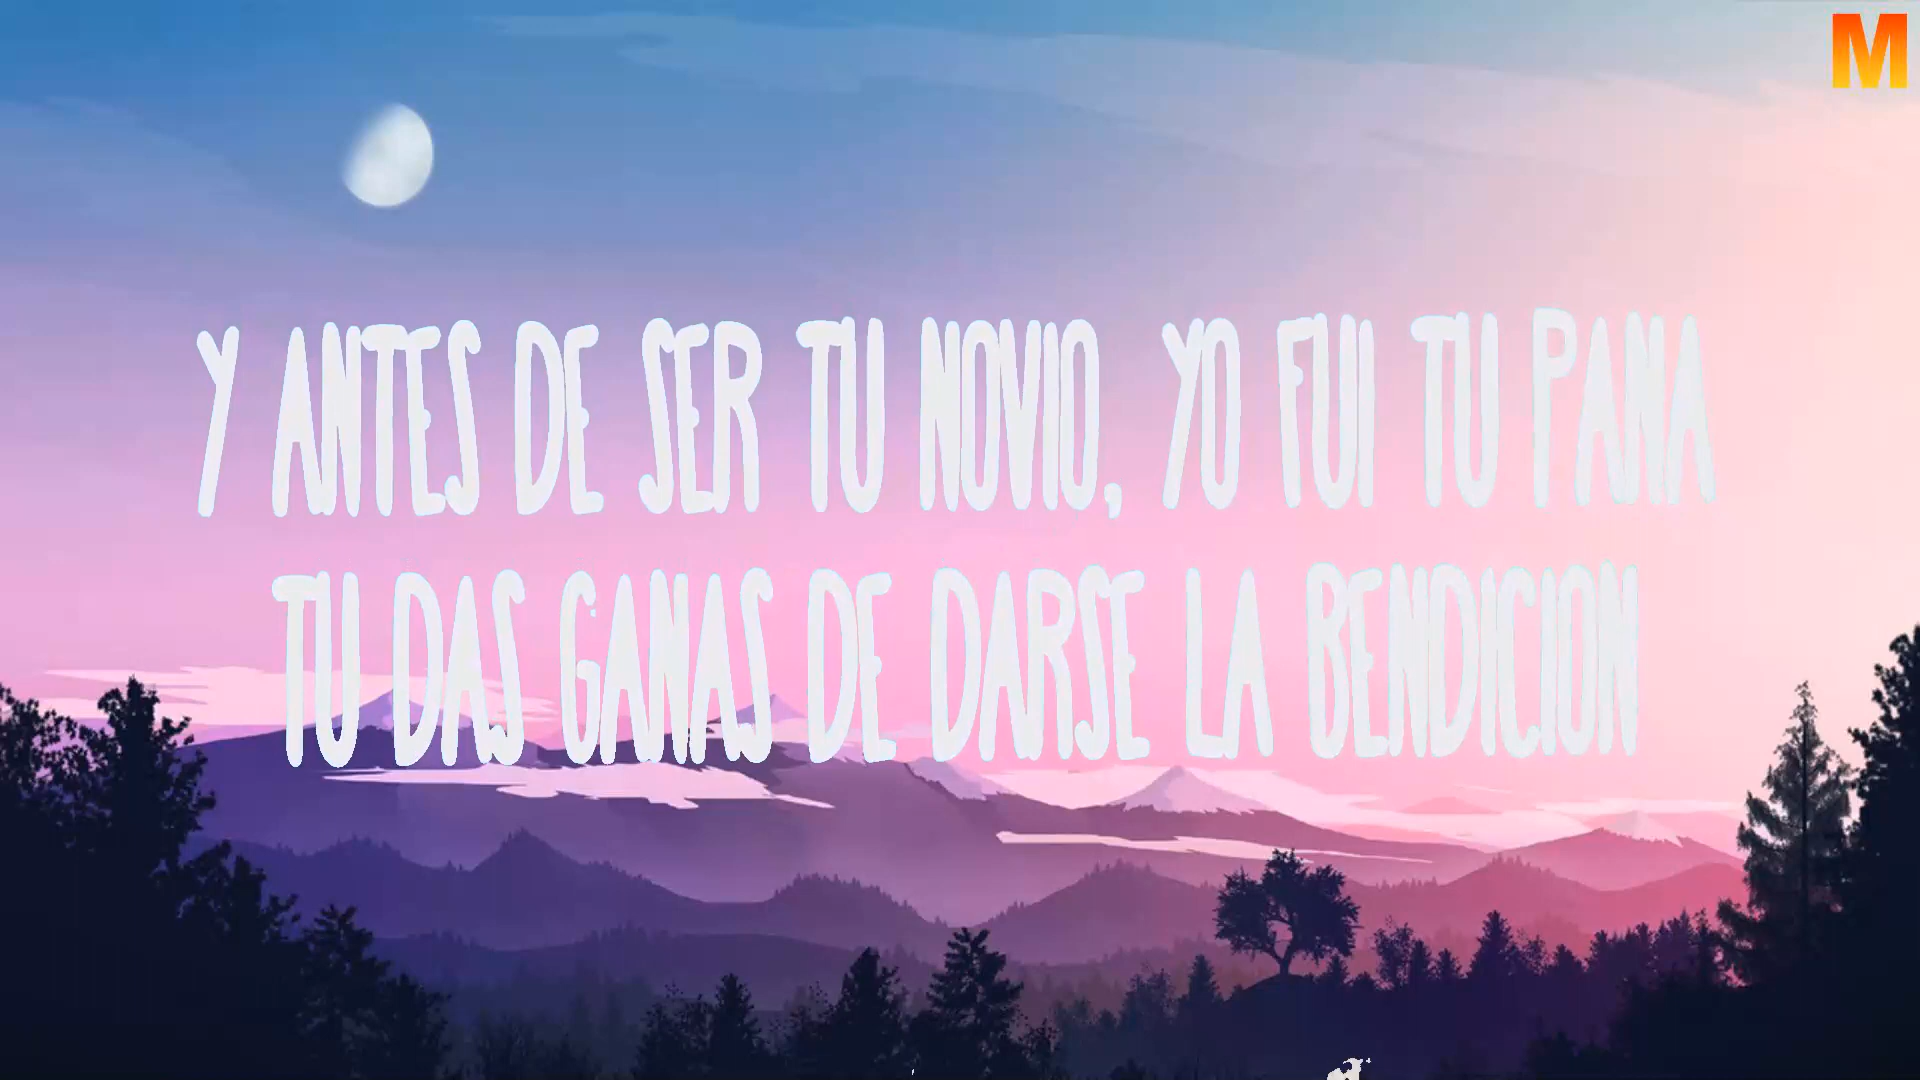 M
Y ANTES DE SER TU NOVIO, YO FUI TU PANA
TU DAS GANAS DE DARSE LA BENDICION